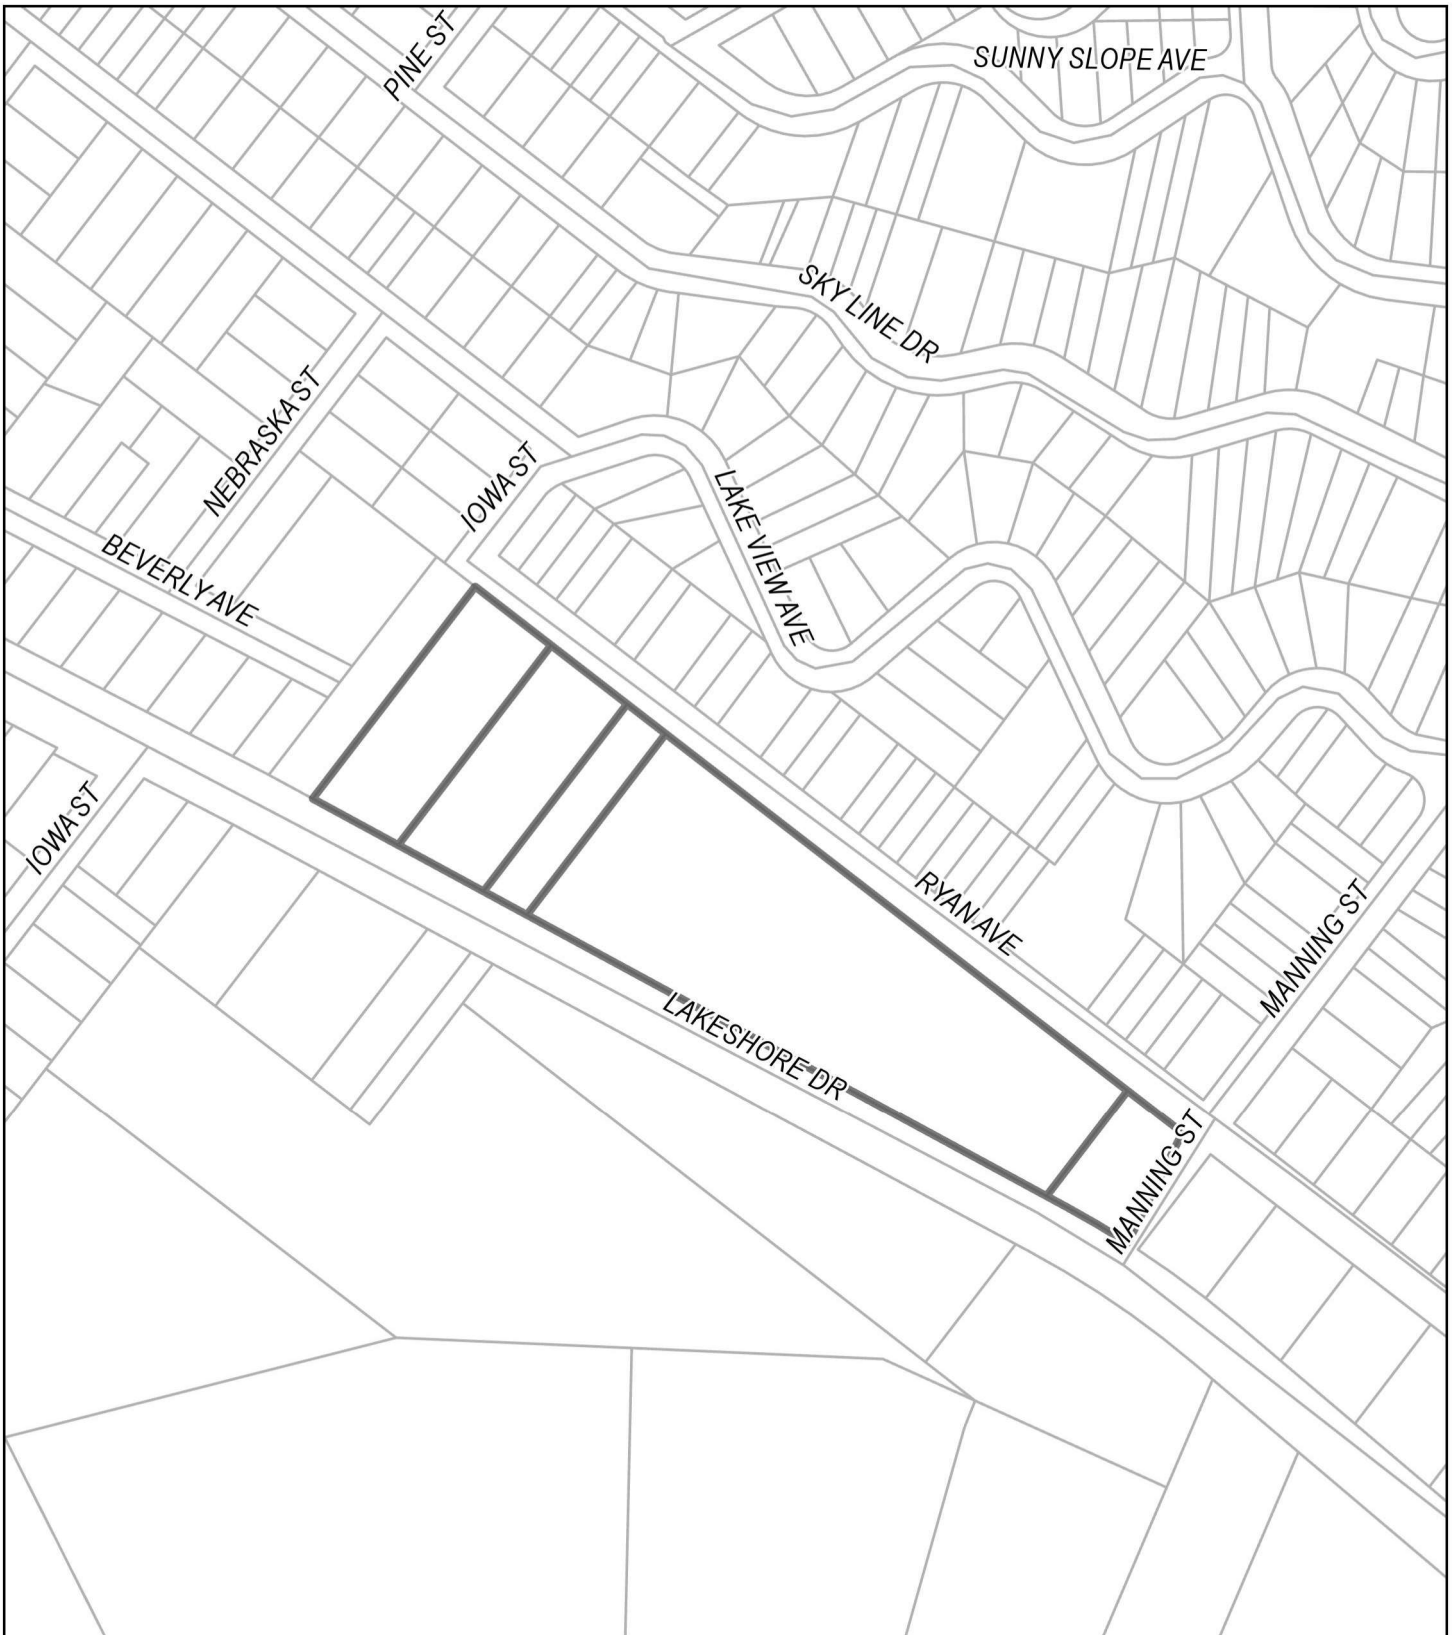 PINE ST
SUNNY SLOPE AVE
SKY LINE DR
NEBRASKA ST
IOWA ST
LAKE VIEW AVE
BEVERLY AVE
IOWA ST
RYAN AVE
MANNING ST
LAKESHORE DR
MANNING ST